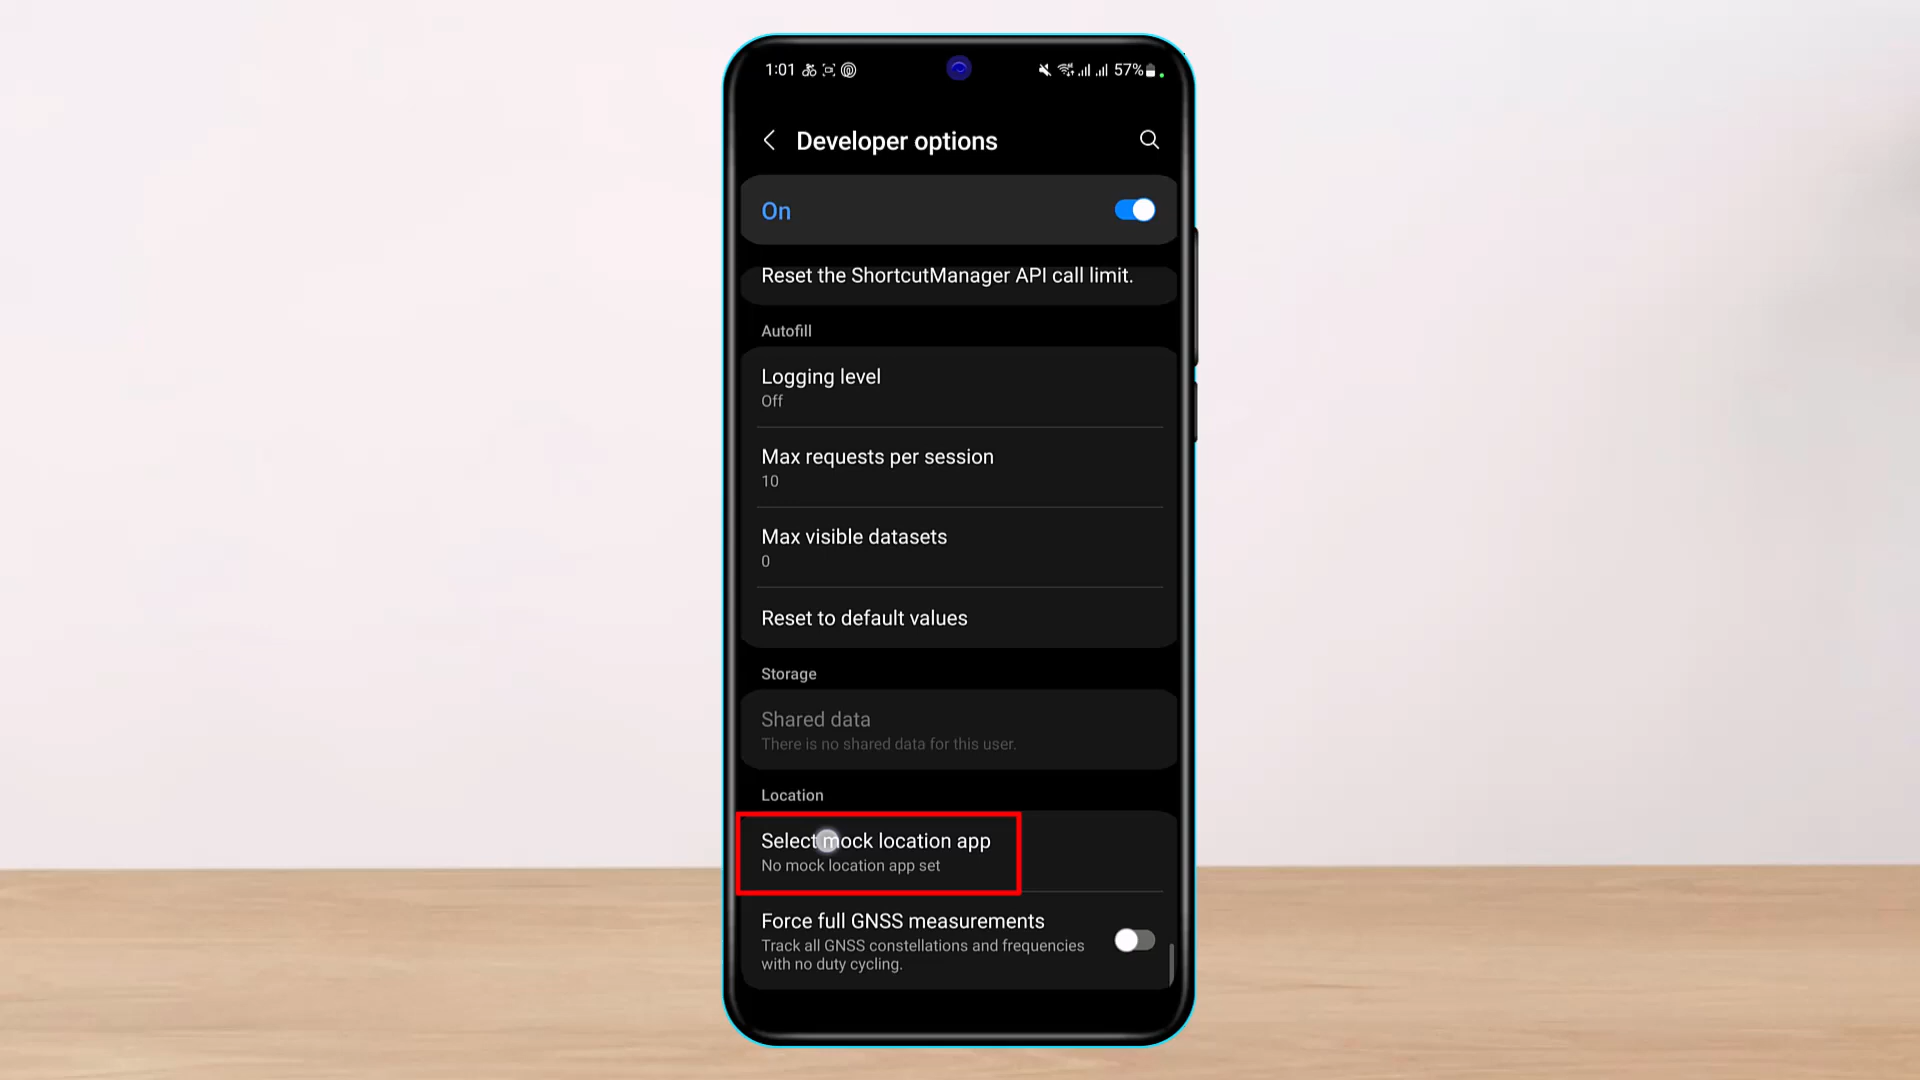 1:01
57%
Developer options
On
Reset the ShortcutManager API call limit.
Autofill
Logging level
Off
Max requests per session
10
Max visible datasets
0
Reset to default values
Storage
Shared data
There is no shared data for this user.
Location
Select mock location app
No mock location app set
Force full GNSS measurements
Track all GNSS constellations and frequencies
with no duty cycling.